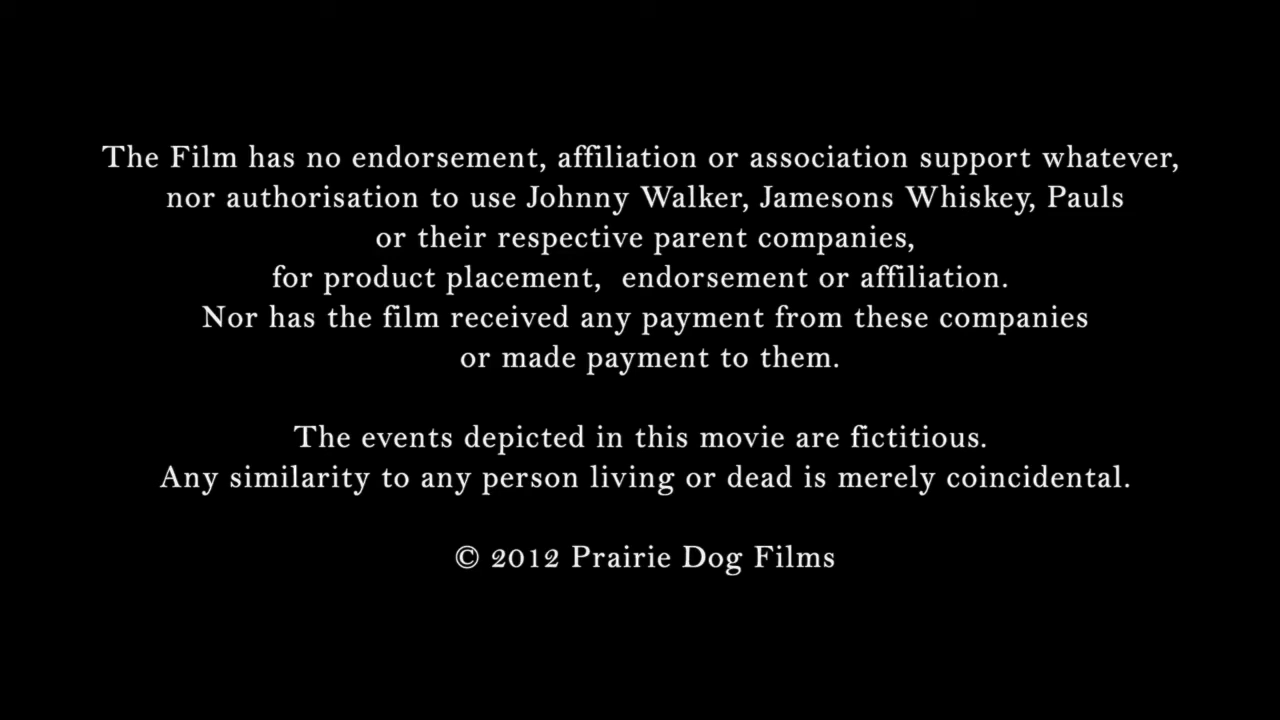 The Film has no endorsement, affiliation or association support whatever,
nor authorisation to use Johnny Walker, Jamesons Whiskey, Pauls
or their respective parent companies,
for product placement,  endorsement or affiliation.
Nor has the film received any payment from these companies
or made payment to them.
The events depicted in this movie are fictitious.
Any similarity to any person living or dead is merely coincidental.
© 2012 Prairie Dog Films